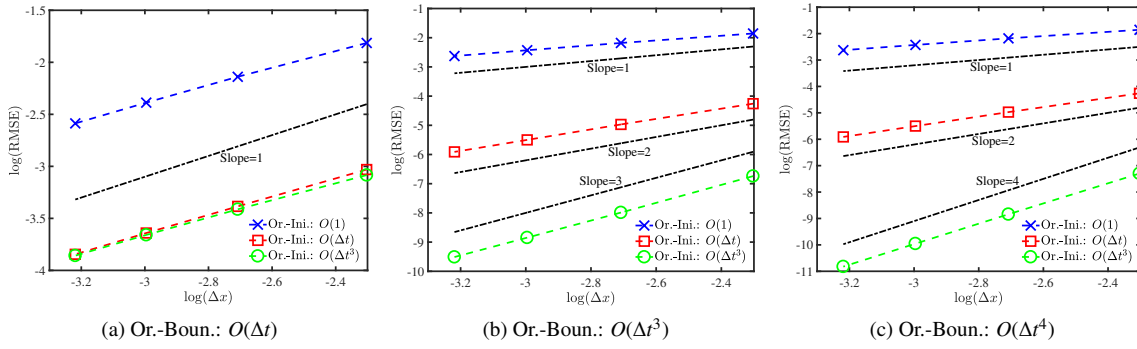 -1.5
-2
-2.5
-3
-3.5
-4
log(RMSE)
Slope=1
Or.-Ini.: O(1)
Or.-Ini.: O(Δt)
Or.-Ini.: O(Δt³)
-3.2 -3 -2.8 -2.6 -2.4
log(Δx)
(a) Or.-Boun.: O(Δt)
-1
-2
-3
-4
-5
-6
-7
-8
-9
-10
log(RMSE)
Slope=1
Slope=2
Slope=3
Or.-Ini.: O(1)
Or.-Ini.: O(Δt)
Or.-Ini.: O(Δt³)
-3.2 -3 -2.8 -2.6 -2.4
log(Δx)
(b) Or.-Boun.: O(Δt³)
-1
-2
-3
-4
-5
-6
-7
-8
-9
-10
-11
log(RMSE)
Slope=1
Slope=2
Slope=4
Or.-Ini.: O(1)
Or.-Ini.: O(Δt)
Or.-Ini.: O(Δt³)
-3.2 -3 -2.8 -2.6 -2.4
log(Δx)
(c) Or.-Boun.: O(Δt⁴)